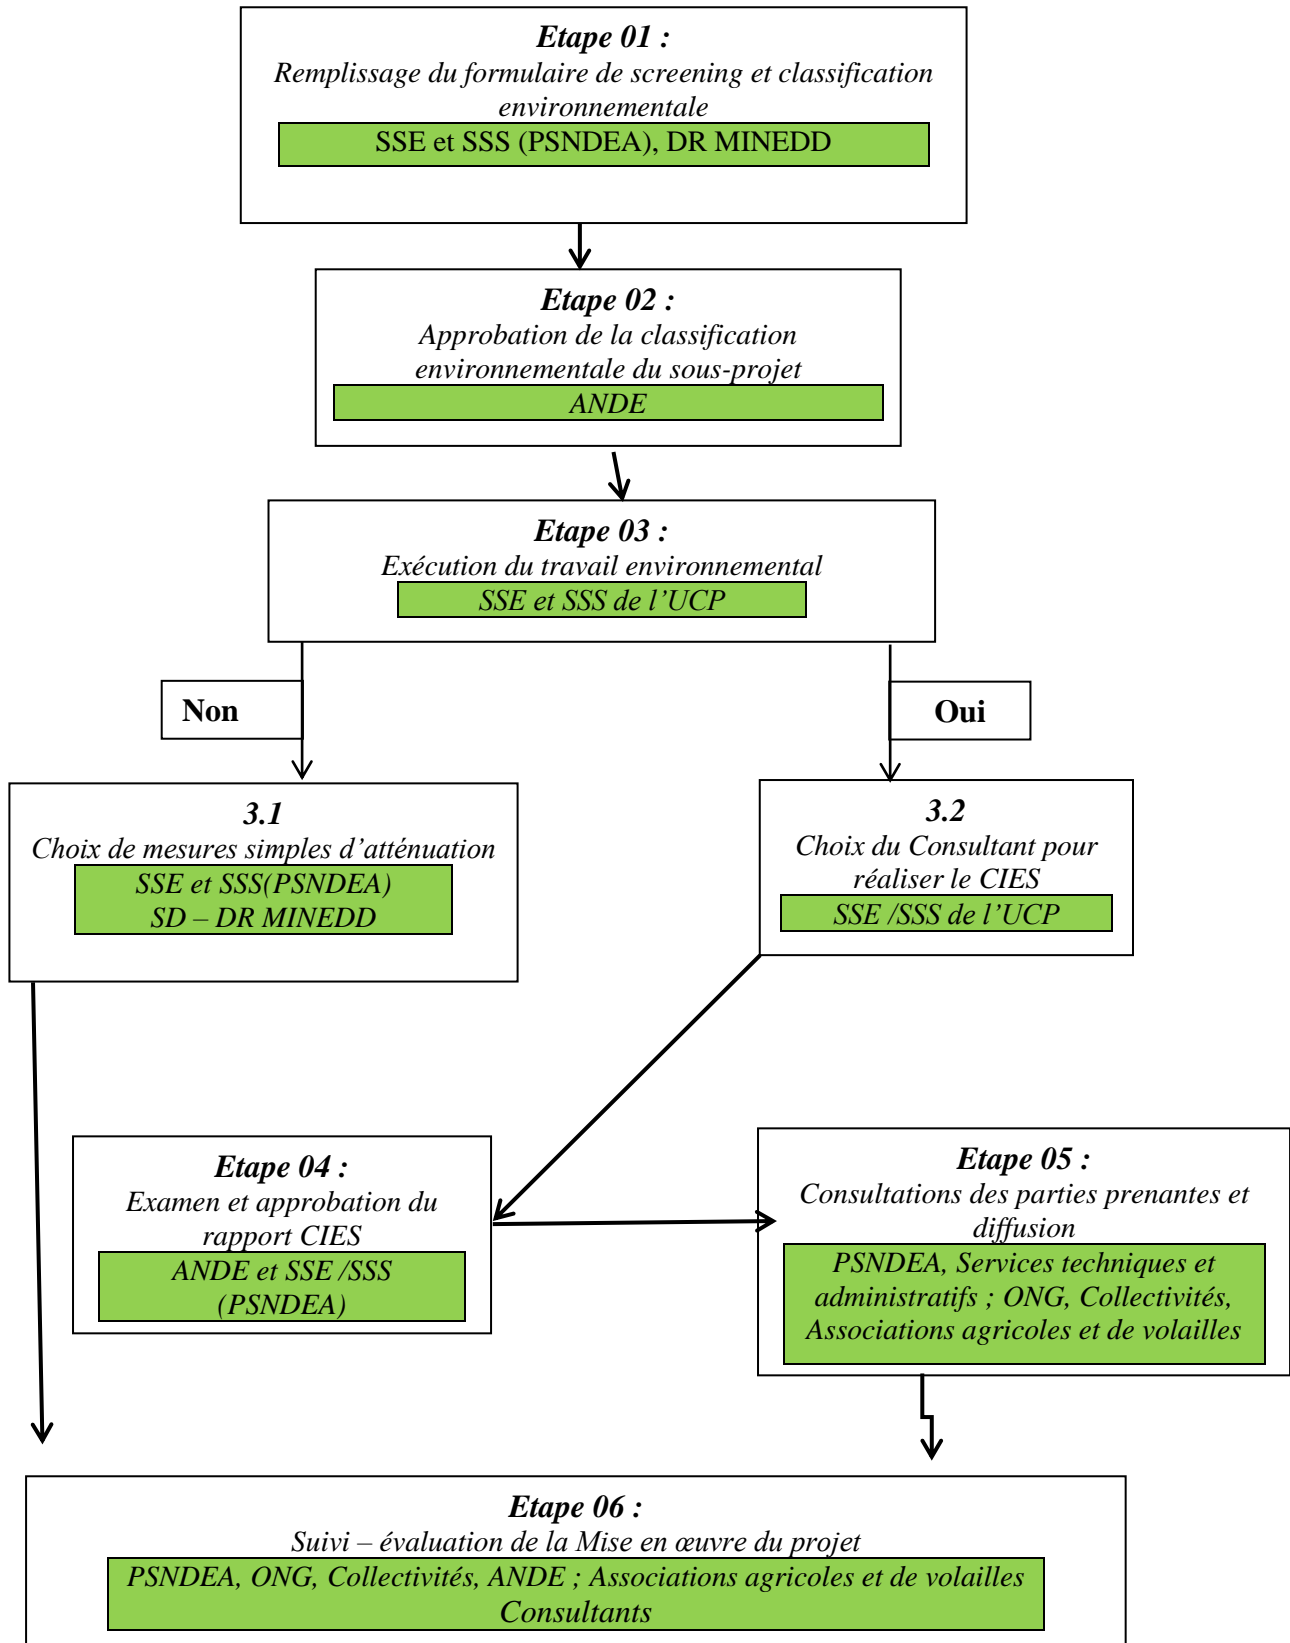 Etape 01 :
Remplissage du formulaire de screening et classification
environnementale
SSE et SSS (PSNDEA), DR MINEDD
Etape 02 :
Approbation de la classification
environnementale du sous-projet
ANDE
Etape 03 :
Exécution du travail environnemental
SSE et SSS de l’UCP
Non
Oui
3.1
Choix de mesures simples d’atténuation
SSE et SSS(PSNDEA)
SD – DR MINEDD
3.2
Choix du Consultant pour
réaliser le CIES
SSE /SSS de l’UCP
Etape 04 :
Examen et approbation du
rapport CIES
ANDE et SSE /SSS
(PSNDEA)
Etape 05 :
Consultations des parties prenantes et
diffusion
PSNDEA, Services techniques et
administratifs ; ONG, Collectivités,
Associations agricoles et de volailles
Etape 06 :
Suivi – évaluation de la Mise en œuvre du projet
PSNDEA, ONG, Collectivités, ANDE ; Associations agricoles et de volailles
Consultants